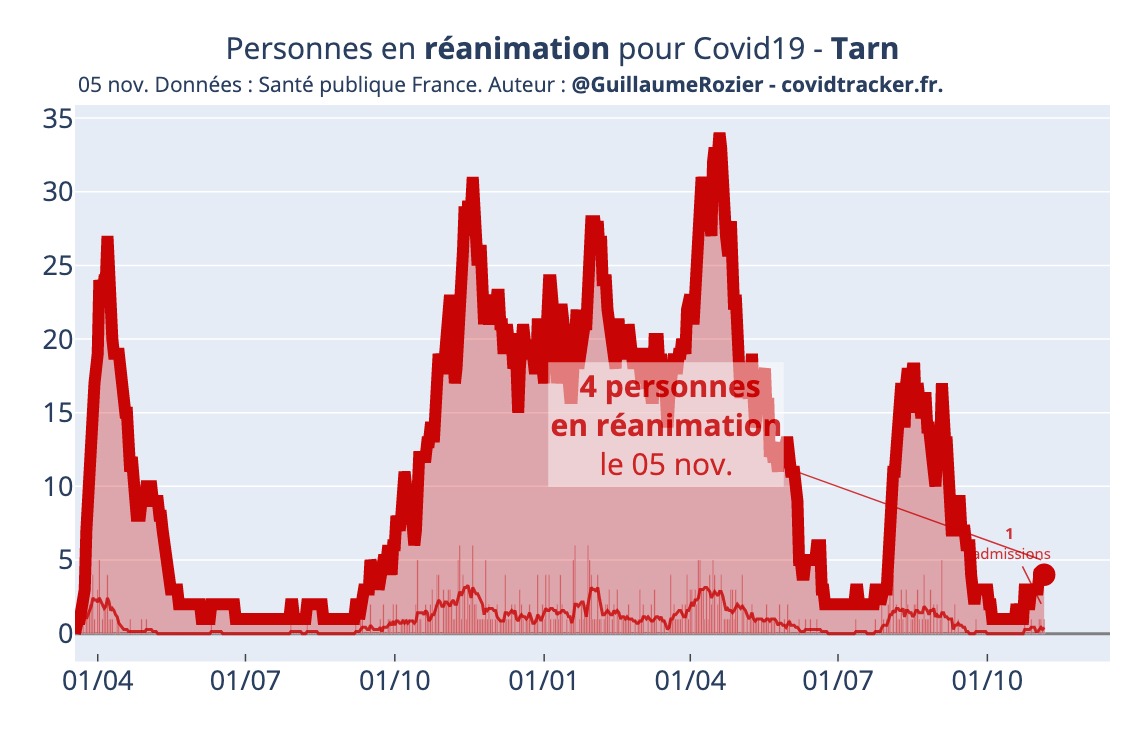 Personnes en réanimation pour Covid19 - Tarn
05 nov. Données : Santé publique France. Auteur : @GuillaumeRozier - covidtracker.fr.
35
30
25
20
15
10
5
0
4 personnes
en réanimation
le 05 nov.
1
admissions
01/04
01/07
01/10
01/01
01/04
01/07
01/10